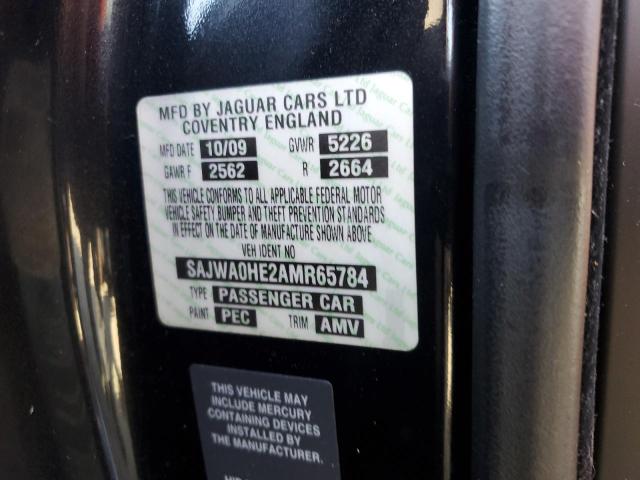 MFD BY JAGUAR CARS LTD
COVENTRY ENGLAND
MFD DATE 10/09 GVWR 5226
GAWR F 2562 R 2664
THIS VEHICLE CONFORMS TO ALL APPLICABLE FEDERAL MOTOR
VEHICLE SAFETY, BUMPER AND THEFT PREVENTION STANDARDS
IN EFFECT ON THE DATE OF MANUFACTURE SHOWN ABOVE
VEH IDENT NO
SAJWA0HE2AMR65784
TYPE PASSENGER CAR
PAINT PEC TRIM AMV
THIS VEHICLE MAY
INCLUDE MERCURY
CONTAINING DEVICES
INSTALLED BY
THE MANUFACTURER: